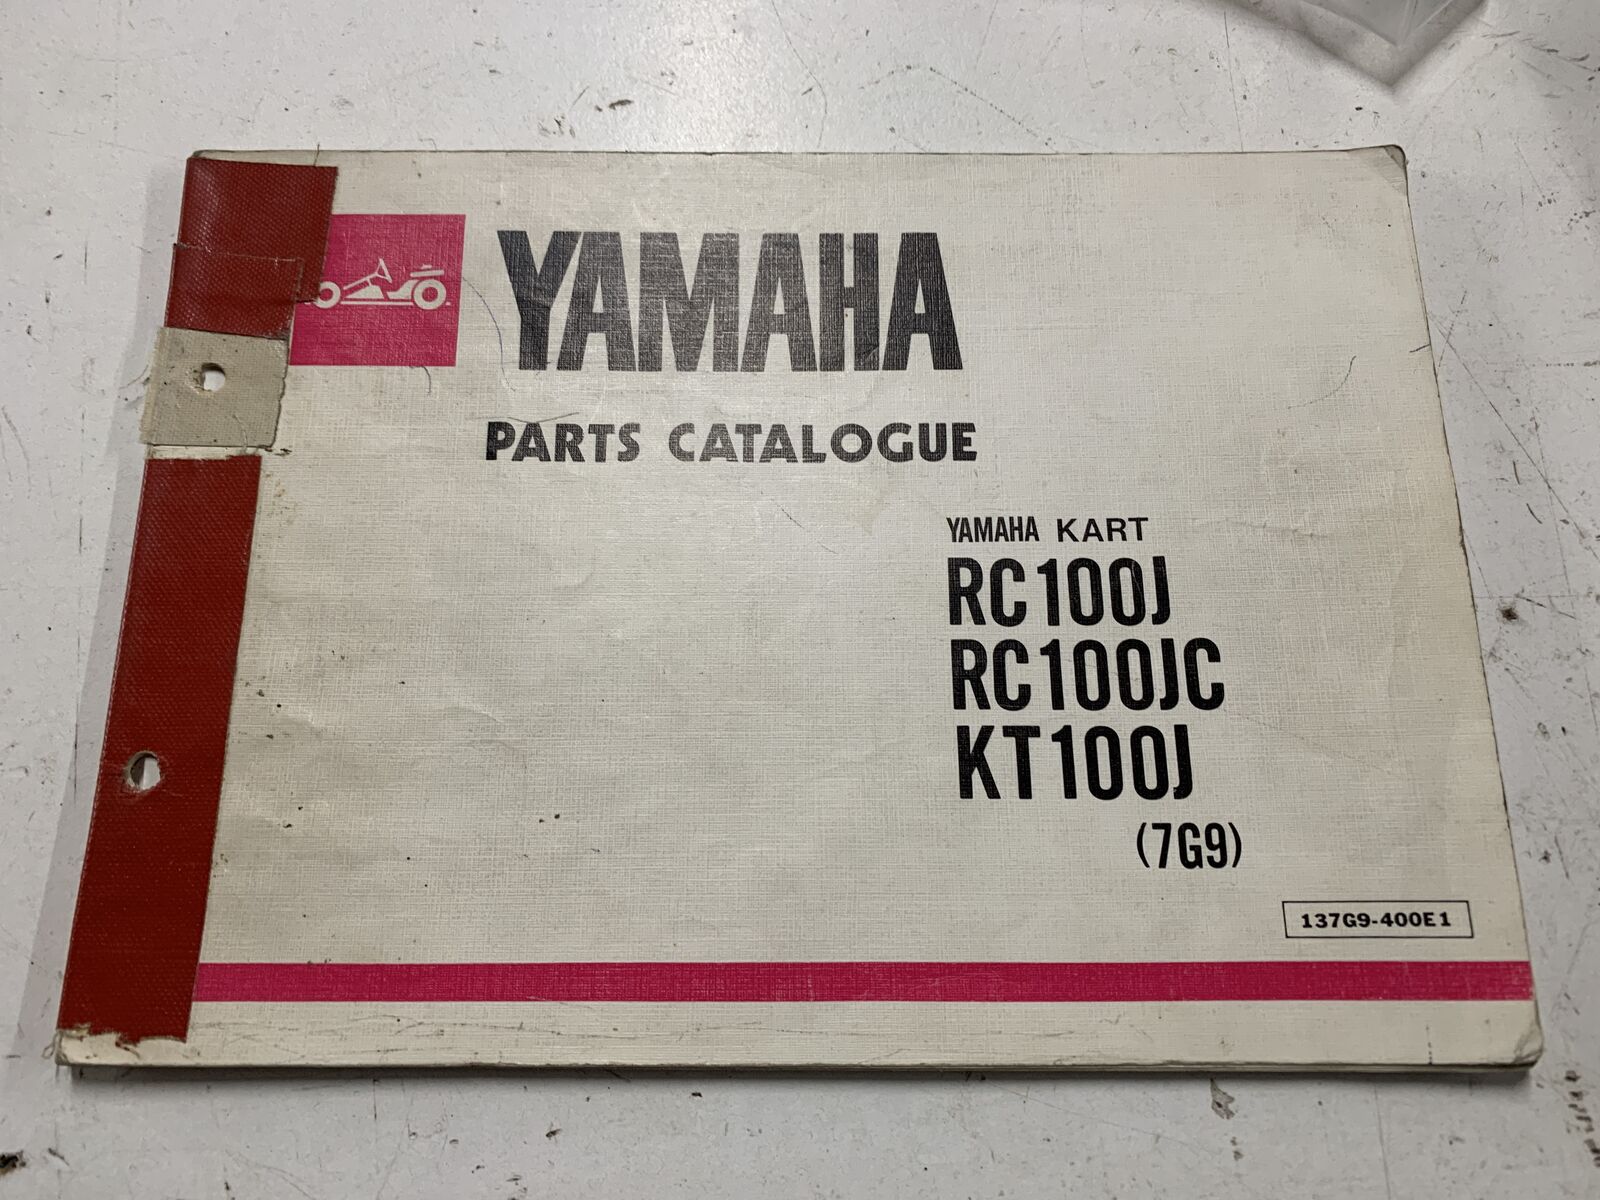 YAMAHA
PARTS CATALOGUE
YAMAHA KART
RC100J
RC100JC
KT100J
(7G9)
137G9-400E1